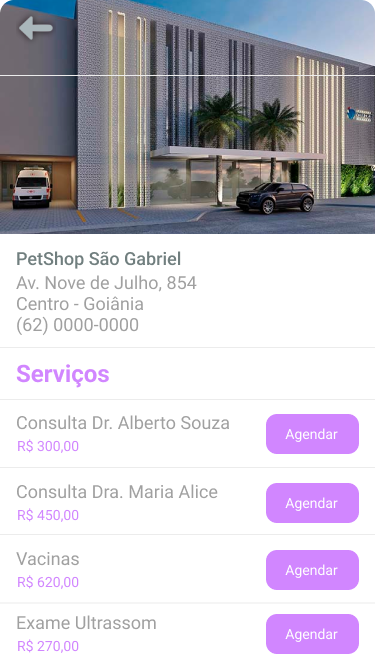 PetShop São Gabriel
Av. Nove de Julho, 854
Centro - Goiânia
(62) 0000-0000
Serviços
Consulta Dr. Alberto Souza
R$ 300,00
Agendar
Consulta Dra. Maria Alice
R$ 450,00
Agendar
Vacinas
R$ 620,00
Agendar
Exame Ultrassom
R$ 270,00
Agendar